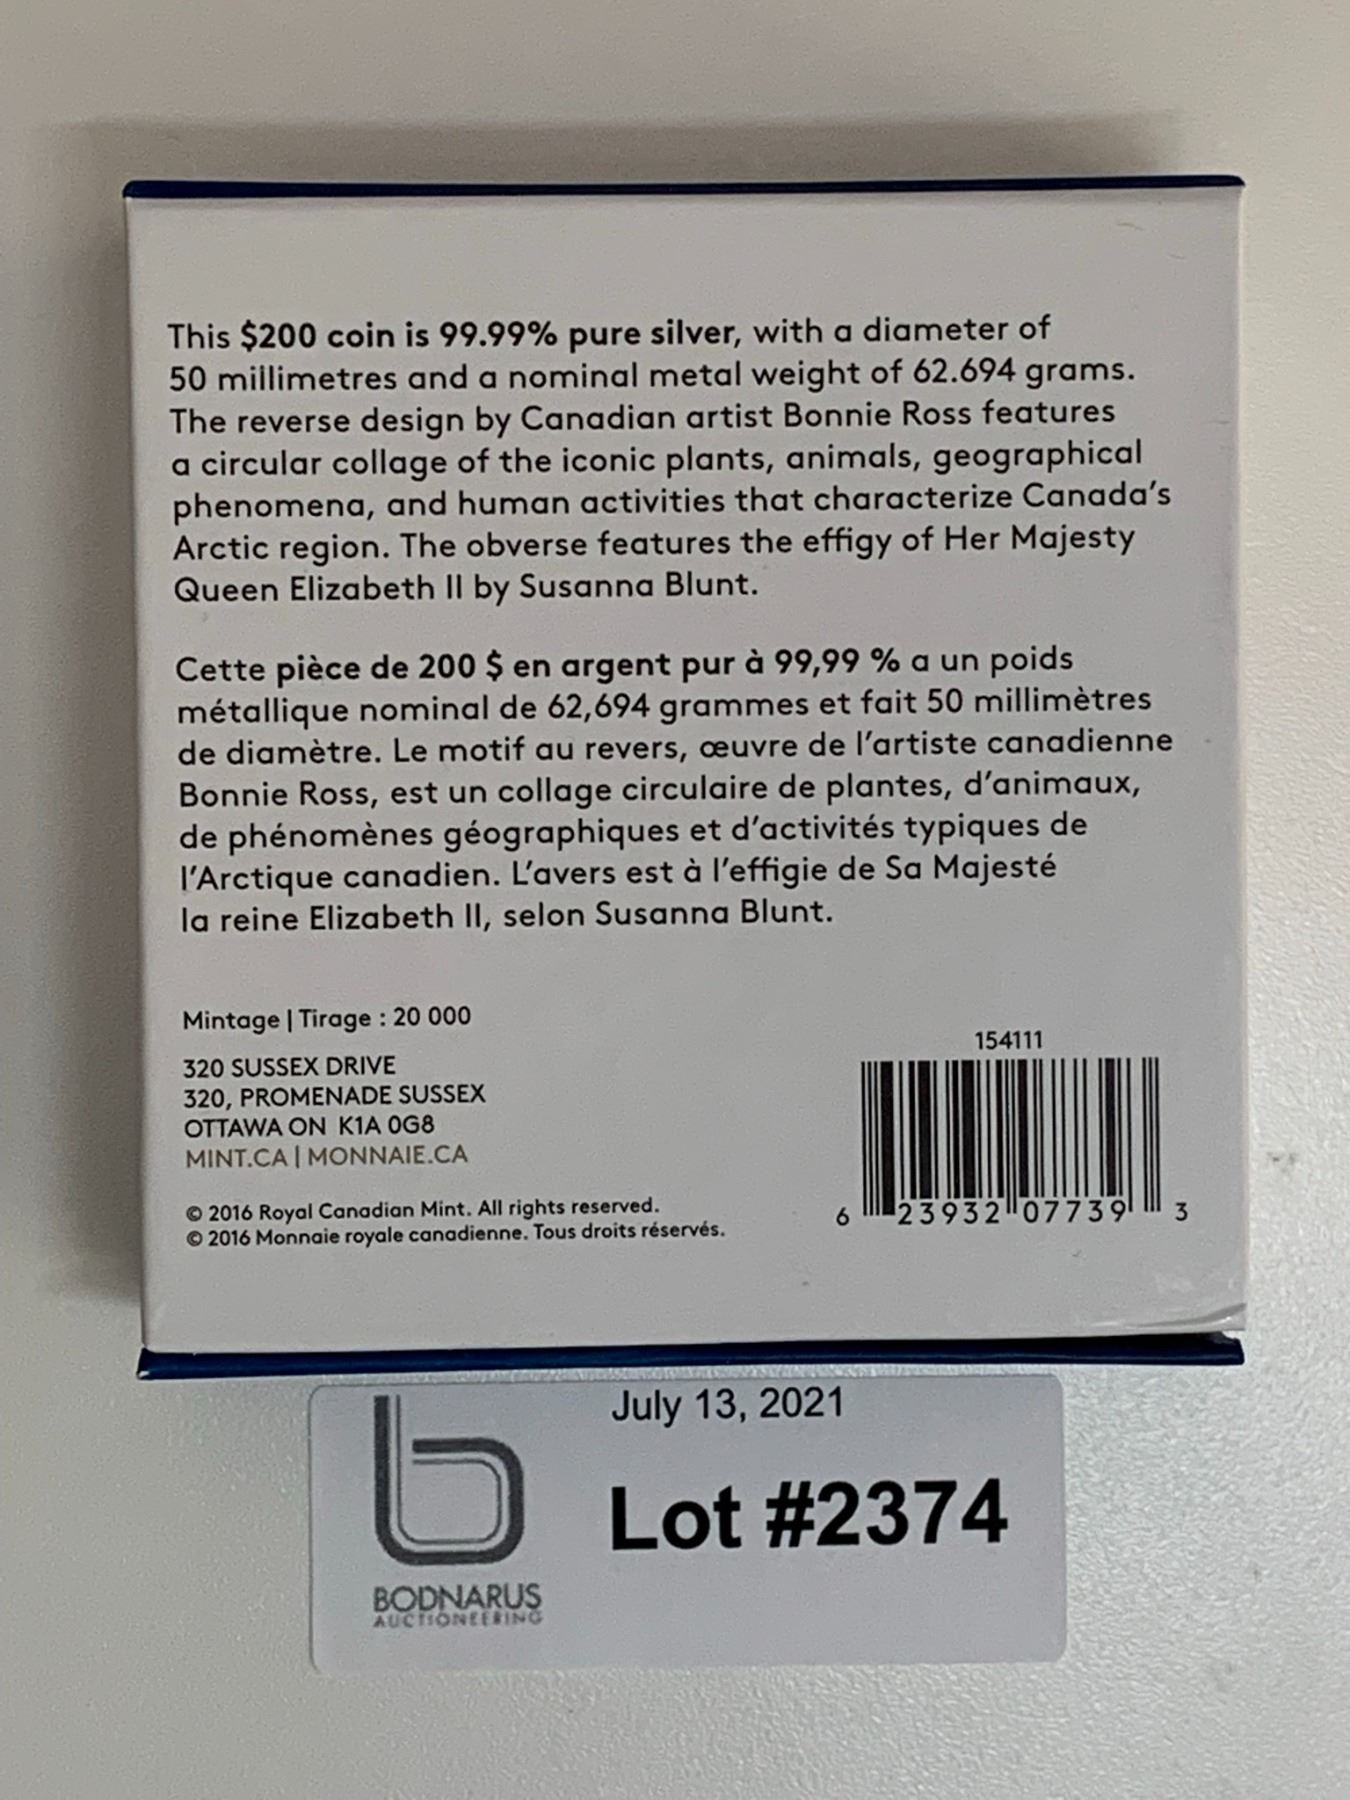 This $200 coin is 99.99% pure silver, with a diameter of
50 millimetres and a nominal metal weight of 62.694 grams.
The reverse design by Canadian artist Bonnie Ross features
a circular collage of the iconic plants, animals, geographical
phenomena, and human activities that characterize Canada's
Arctic region. The obverse features the effigy of Her Majesty
Queen Elizabeth II by Susanna Blunt.
Cette pièce de 200 $ en argent pur à 99,99 % a un poids
métallique nominal de 62,694 grammes et fait 50 millimètres
de diamètre. Le motif au revers, œuvre de l'artiste canadienne
Bonnie Ross, est un collage circulaire de plantes, d'animaux,
de phénomènes géographiques et d'activités typiques de
l'Arctique canadien. L'avers est à l'effigie de Sa Majesté
la reine Elizabeth II, selon Susanna Blunt.
Mintage | Tirage : 20 000
320 SUSSEX DRIVE
320, PROMENADE SUSSEX
OTTAWA ON K1A 0G8
MINT.CA | MONNAIE.CA
© 2016 Royal Canadian Mint. All rights reserved.
© 2016 Monnaie royale canadienne. Tous droits réservés.
154111
6 23932 07739 3
July 13, 2021
Lot #2374
BODNARUS
AUCTIONEERING